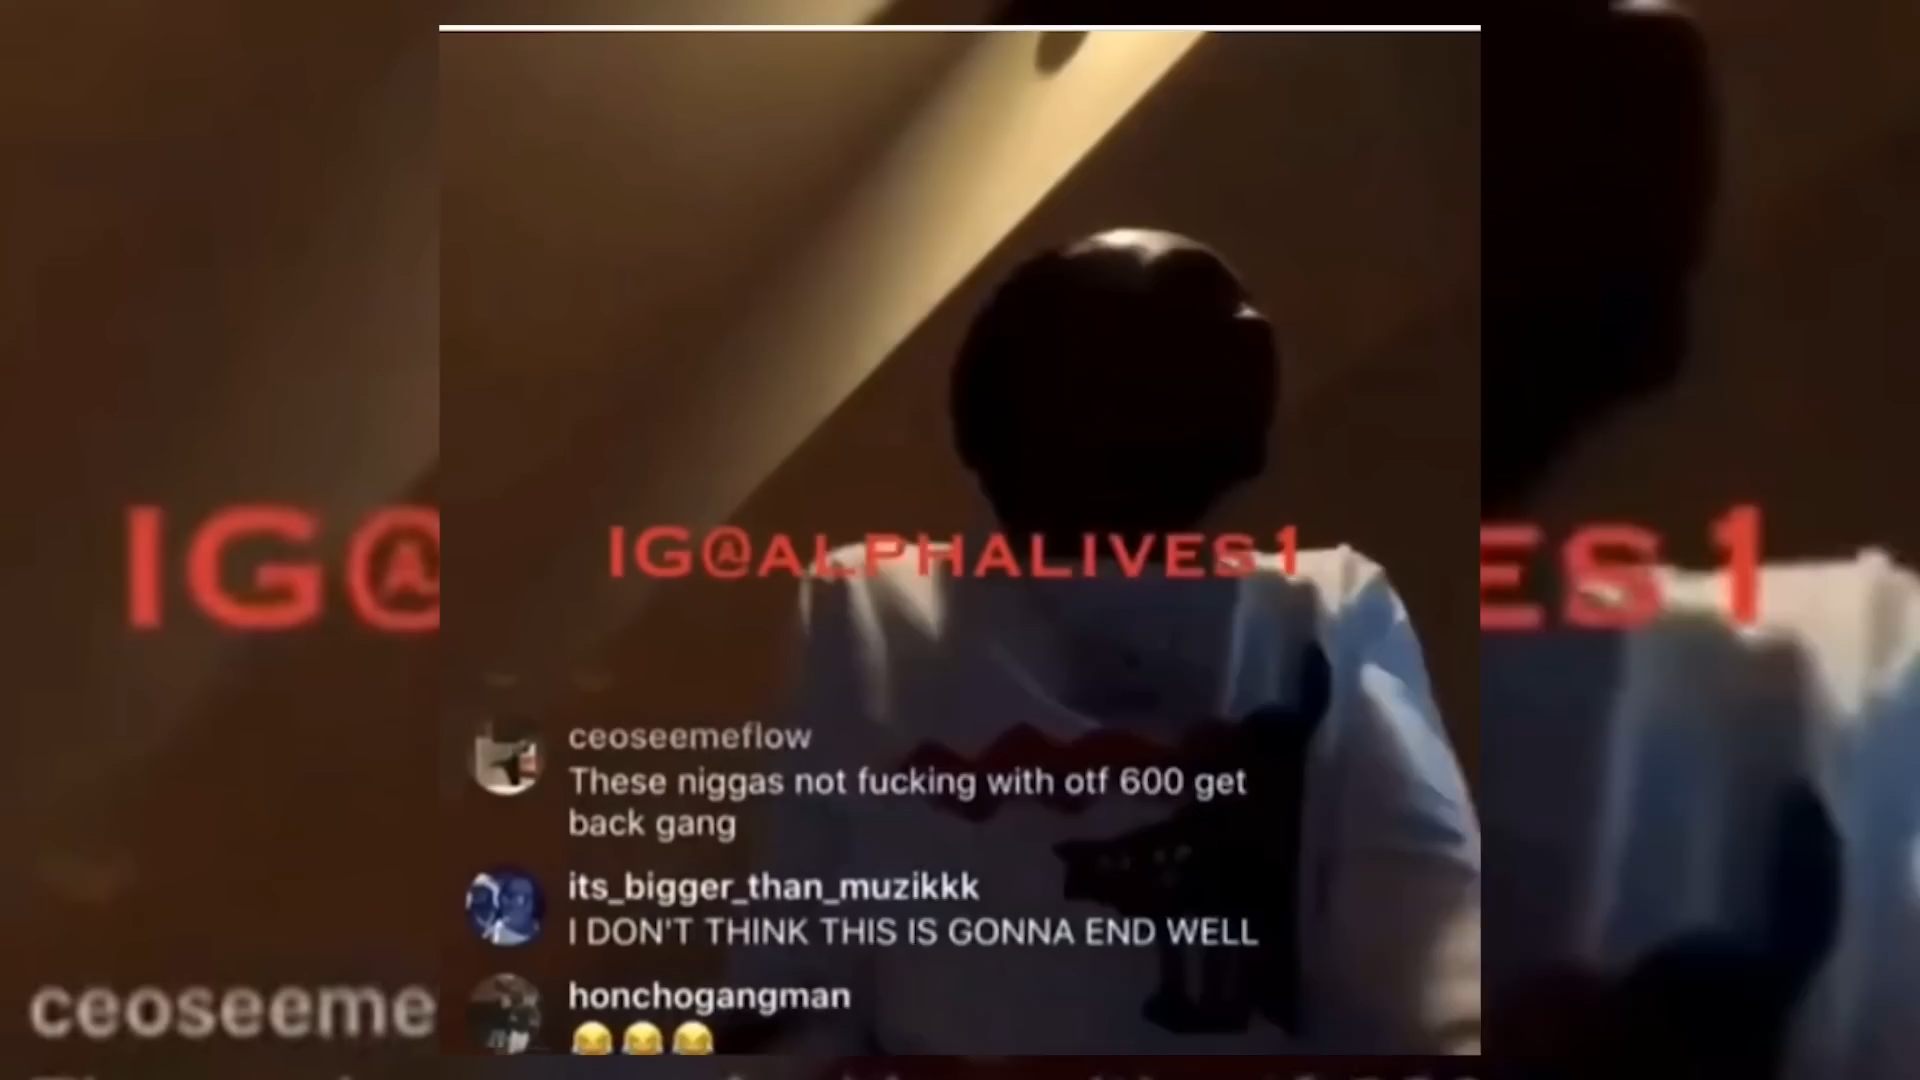 IG@ALPHALIVES1
ceoseemeflow
These niggas not fucking with otf 600 get
back gang
its_bigger_than_muzikkk
I DON'T THINK THIS IS GONNA END WELL
honchogangman
😂😂😂
IG@
ES1
ceoseeme